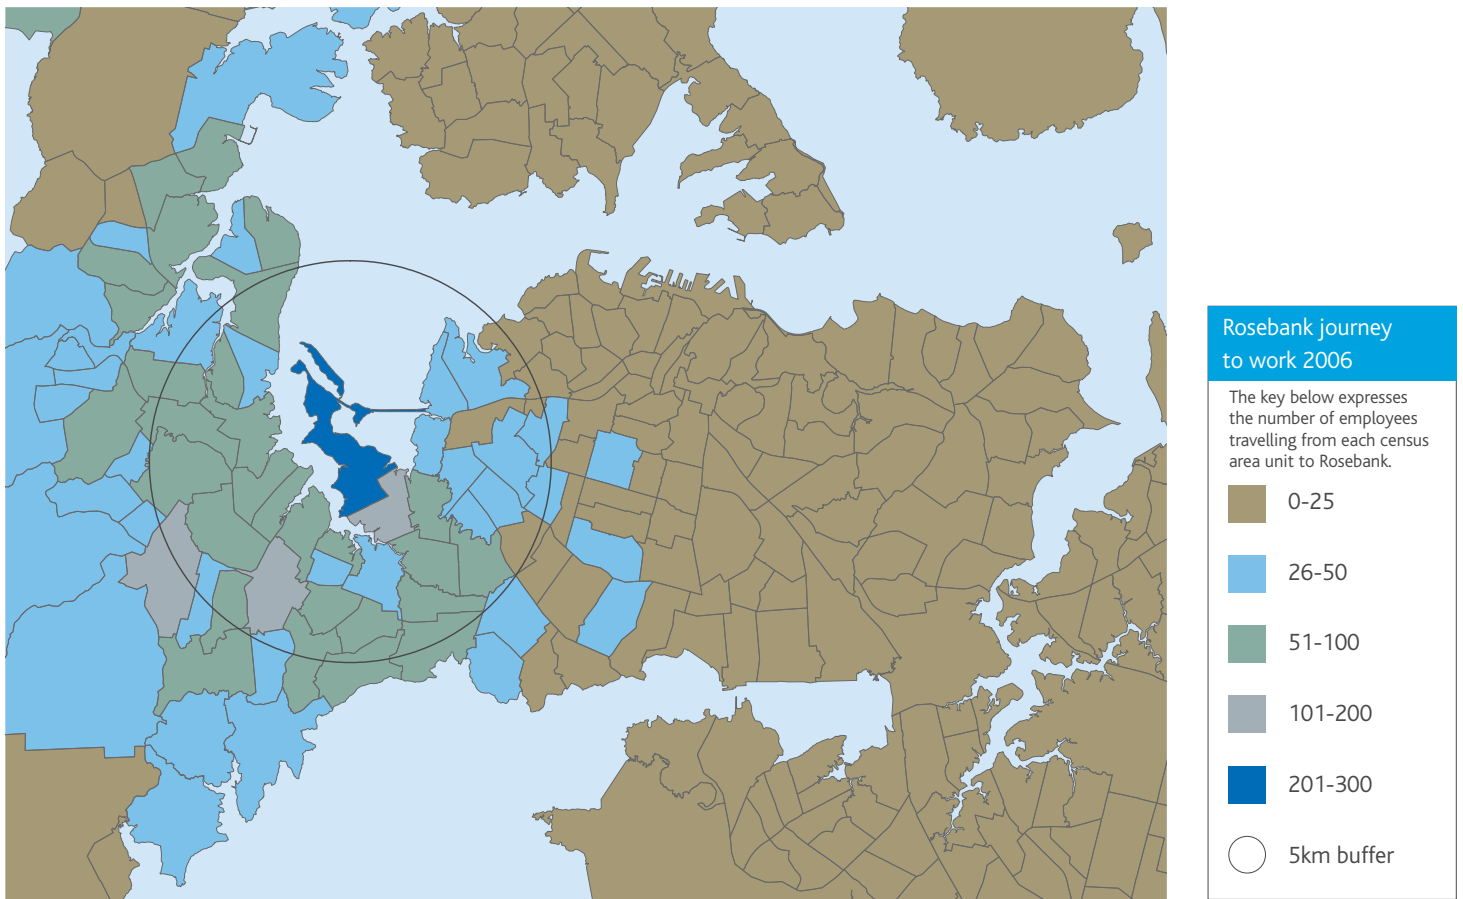 Rosebank journey
to work 2006
The key below expresses
the number of employees
travelling from each census
area unit to Rosebank.
0-25
26-50
51-100
101-200
201-300
5km buffer